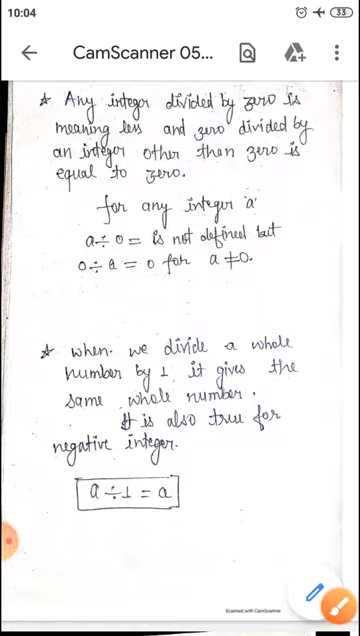 10:04
33
CamScanner 05...
★ Any integer divided by zero is
meaning less and zero divided by
an integer other than zero is
equal to zero.
for any integer 'a'
a ÷ 0 = is not defined but
0 ÷ a = 0 for a ≠ 0.
★ when we divide a whole
number by 1 it gives the
same whole number.
It is also true for
negative integer.
a ÷ 1 = a
Scanned with CamScanner